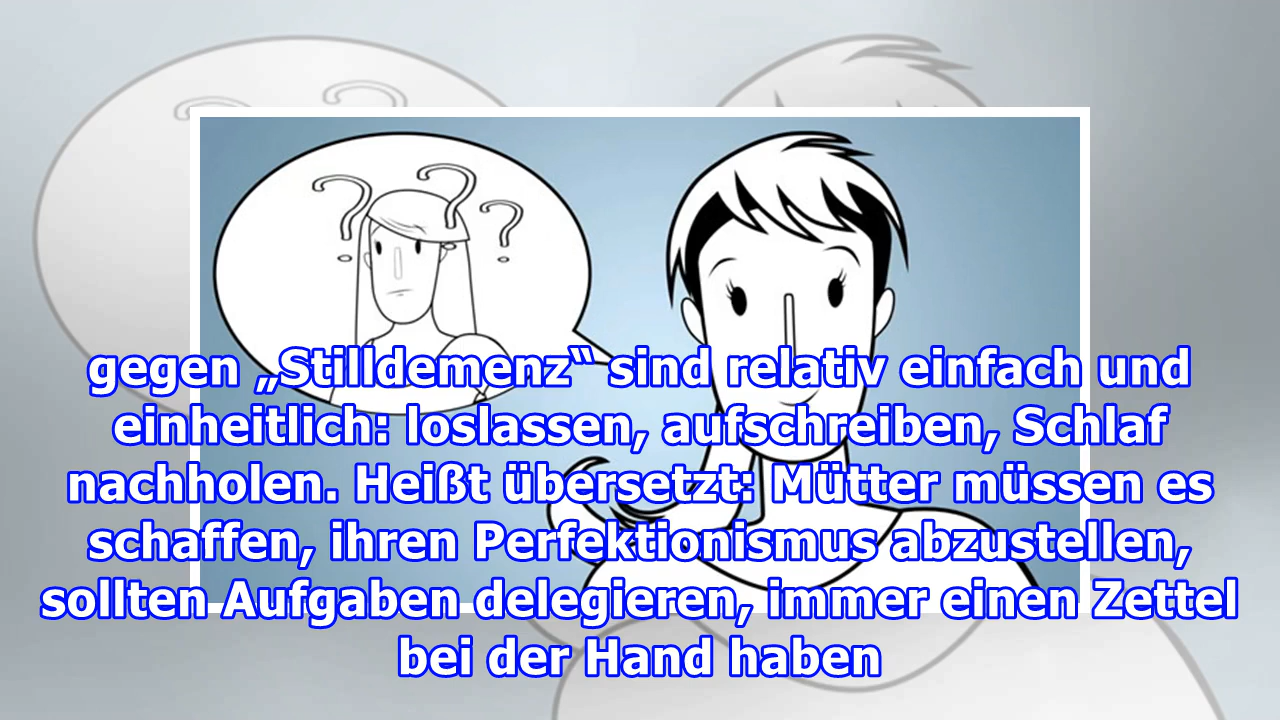 gegen „Stilldemenz“ sind relativ einfach und
einheitlich: loslassen, aufschreiben, Schlaf
nachholen. Heißt übersetzt: Mütter müssen es
schaffen, ihren Perfektionismus abzustellen,
sollten Aufgaben delegieren, immer einen Zettel
bei der Hand haben